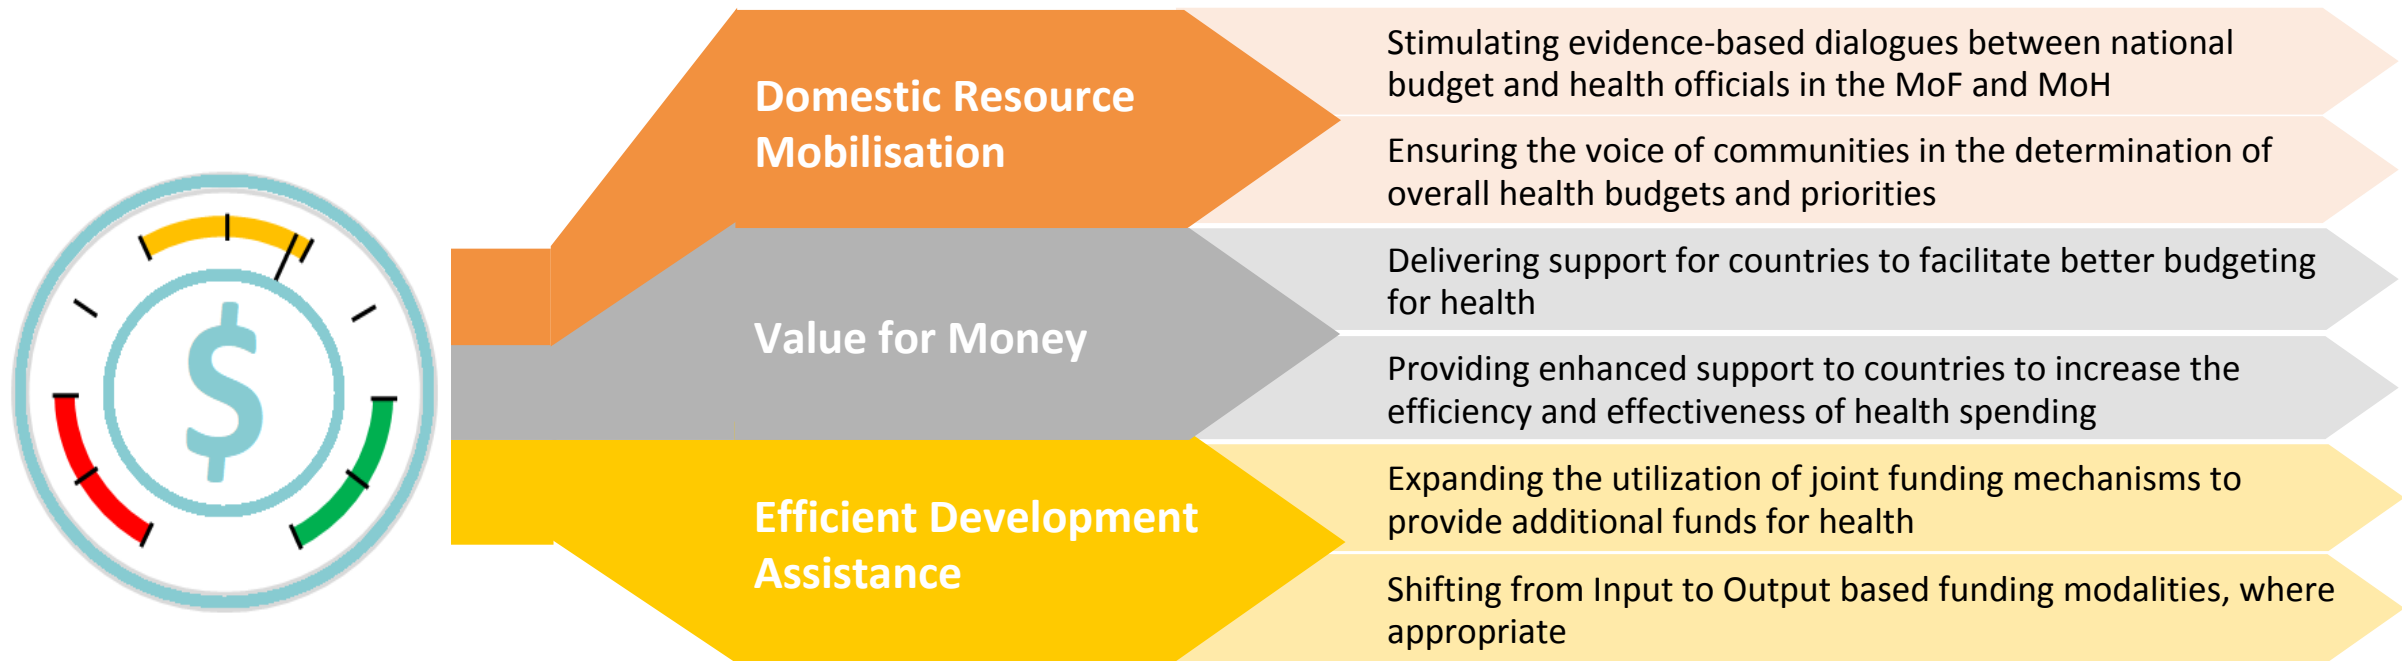 $
Domestic Resource
Mobilisation
Stimulating evidence-based dialogues between national
budget and health officials in the MoF and MoH
Ensuring the voice of communities in the determination of
overall health budgets and priorities
Value for Money
Delivering support for countries to facilitate better budgeting
for health
Providing enhanced support to countries to increase the
efficiency and effectiveness of health spending
Efficient Development
Assistance
Expanding the utilization of joint funding mechanisms to
provide additional funds for health
Shifting from Input to Output based funding modalities, where
appropriate